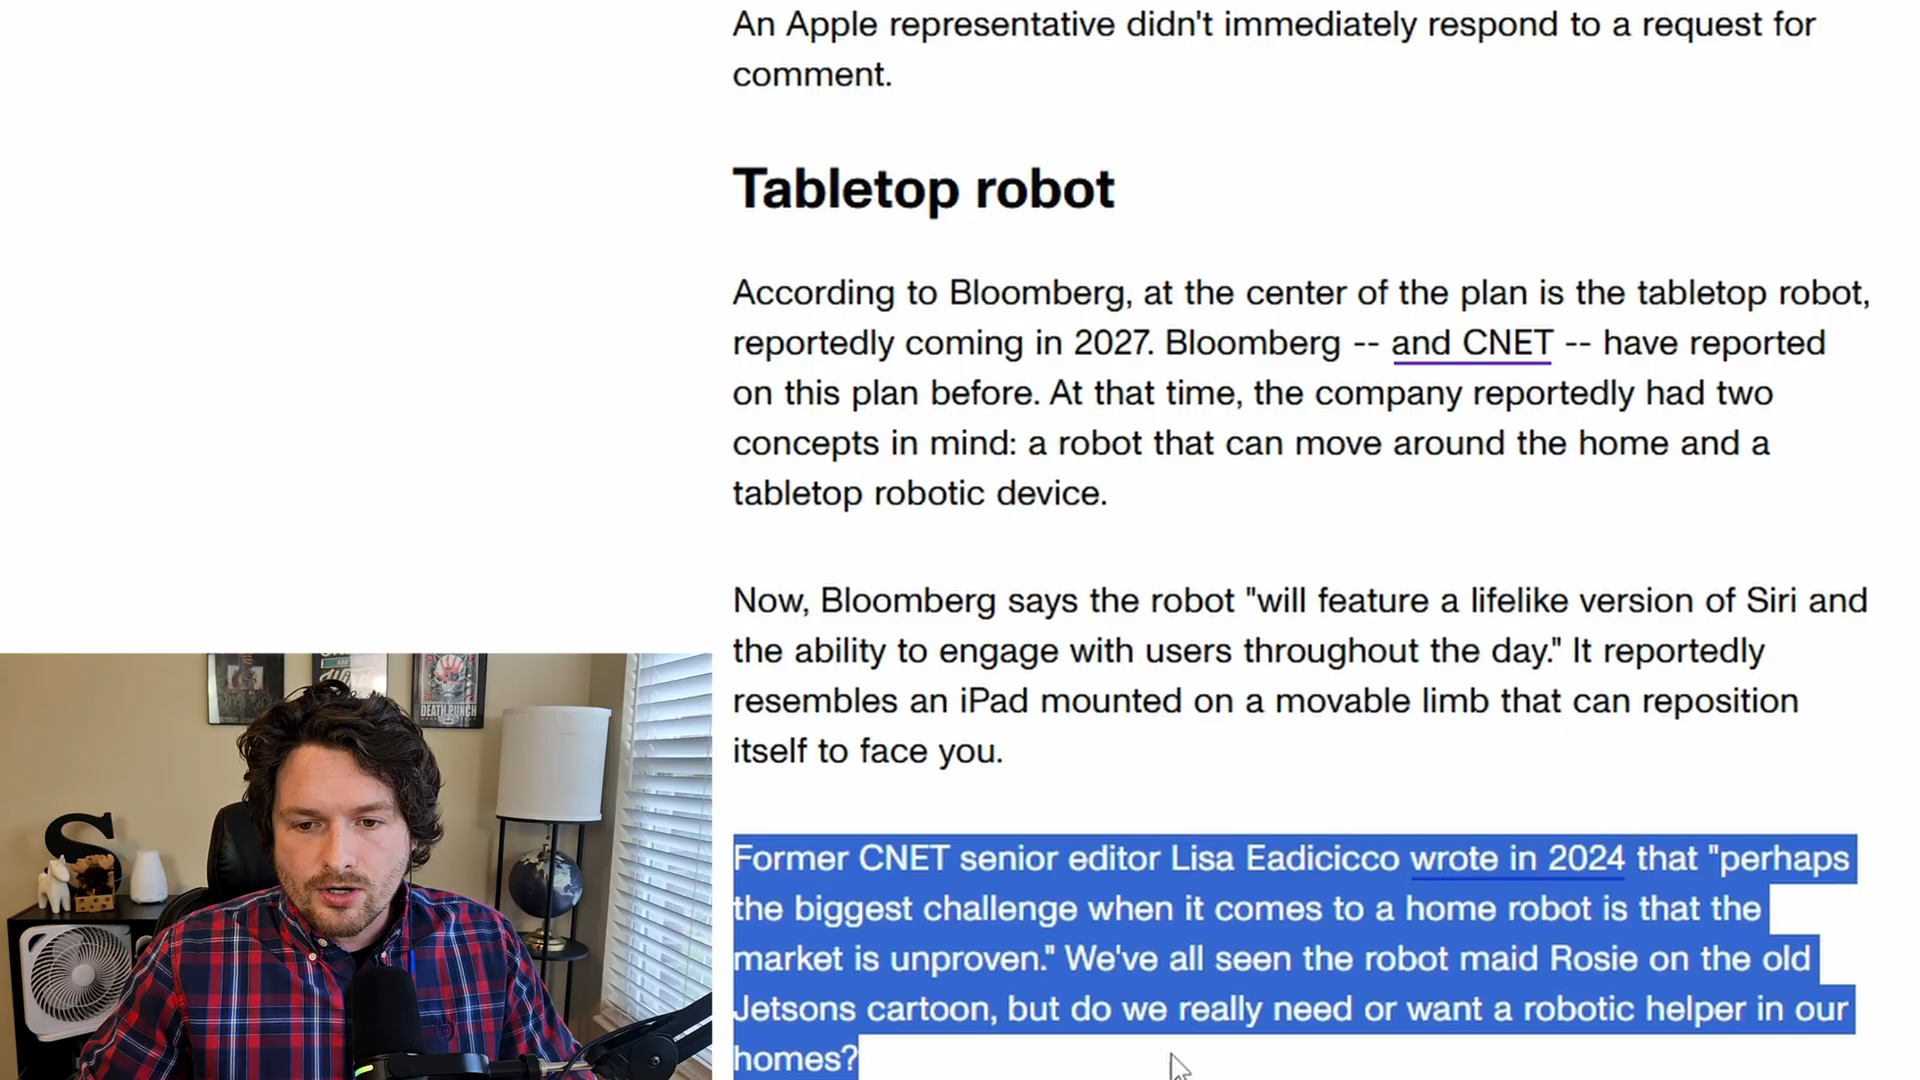 An Apple representative didn't immediately respond to a request for
comment.
Tabletop robot
According to Bloomberg, at the center of the plan is the tabletop robot,
reportedly coming in 2027. Bloomberg -- and CNET -- have reported
on this plan before. At that time, the company reportedly had two
concepts in mind: a robot that can move around the home and a
tabletop robotic device.
Now, Bloomberg says the robot "will feature a lifelike version of Siri and
the ability to engage with users throughout the day." It reportedly
resembles an iPad mounted on a movable limb that can reposition
itself to face you.
Former CNET senior editor Lisa Eadicicco wrote in 2024 that "perhaps
the biggest challenge when it comes to a home robot is that the
market is unproven." We've all seen the robot maid Rosie on the old
Jetsons cartoon, but do we really need or want a robotic helper in our
homes?
DEATH PUNCH
S